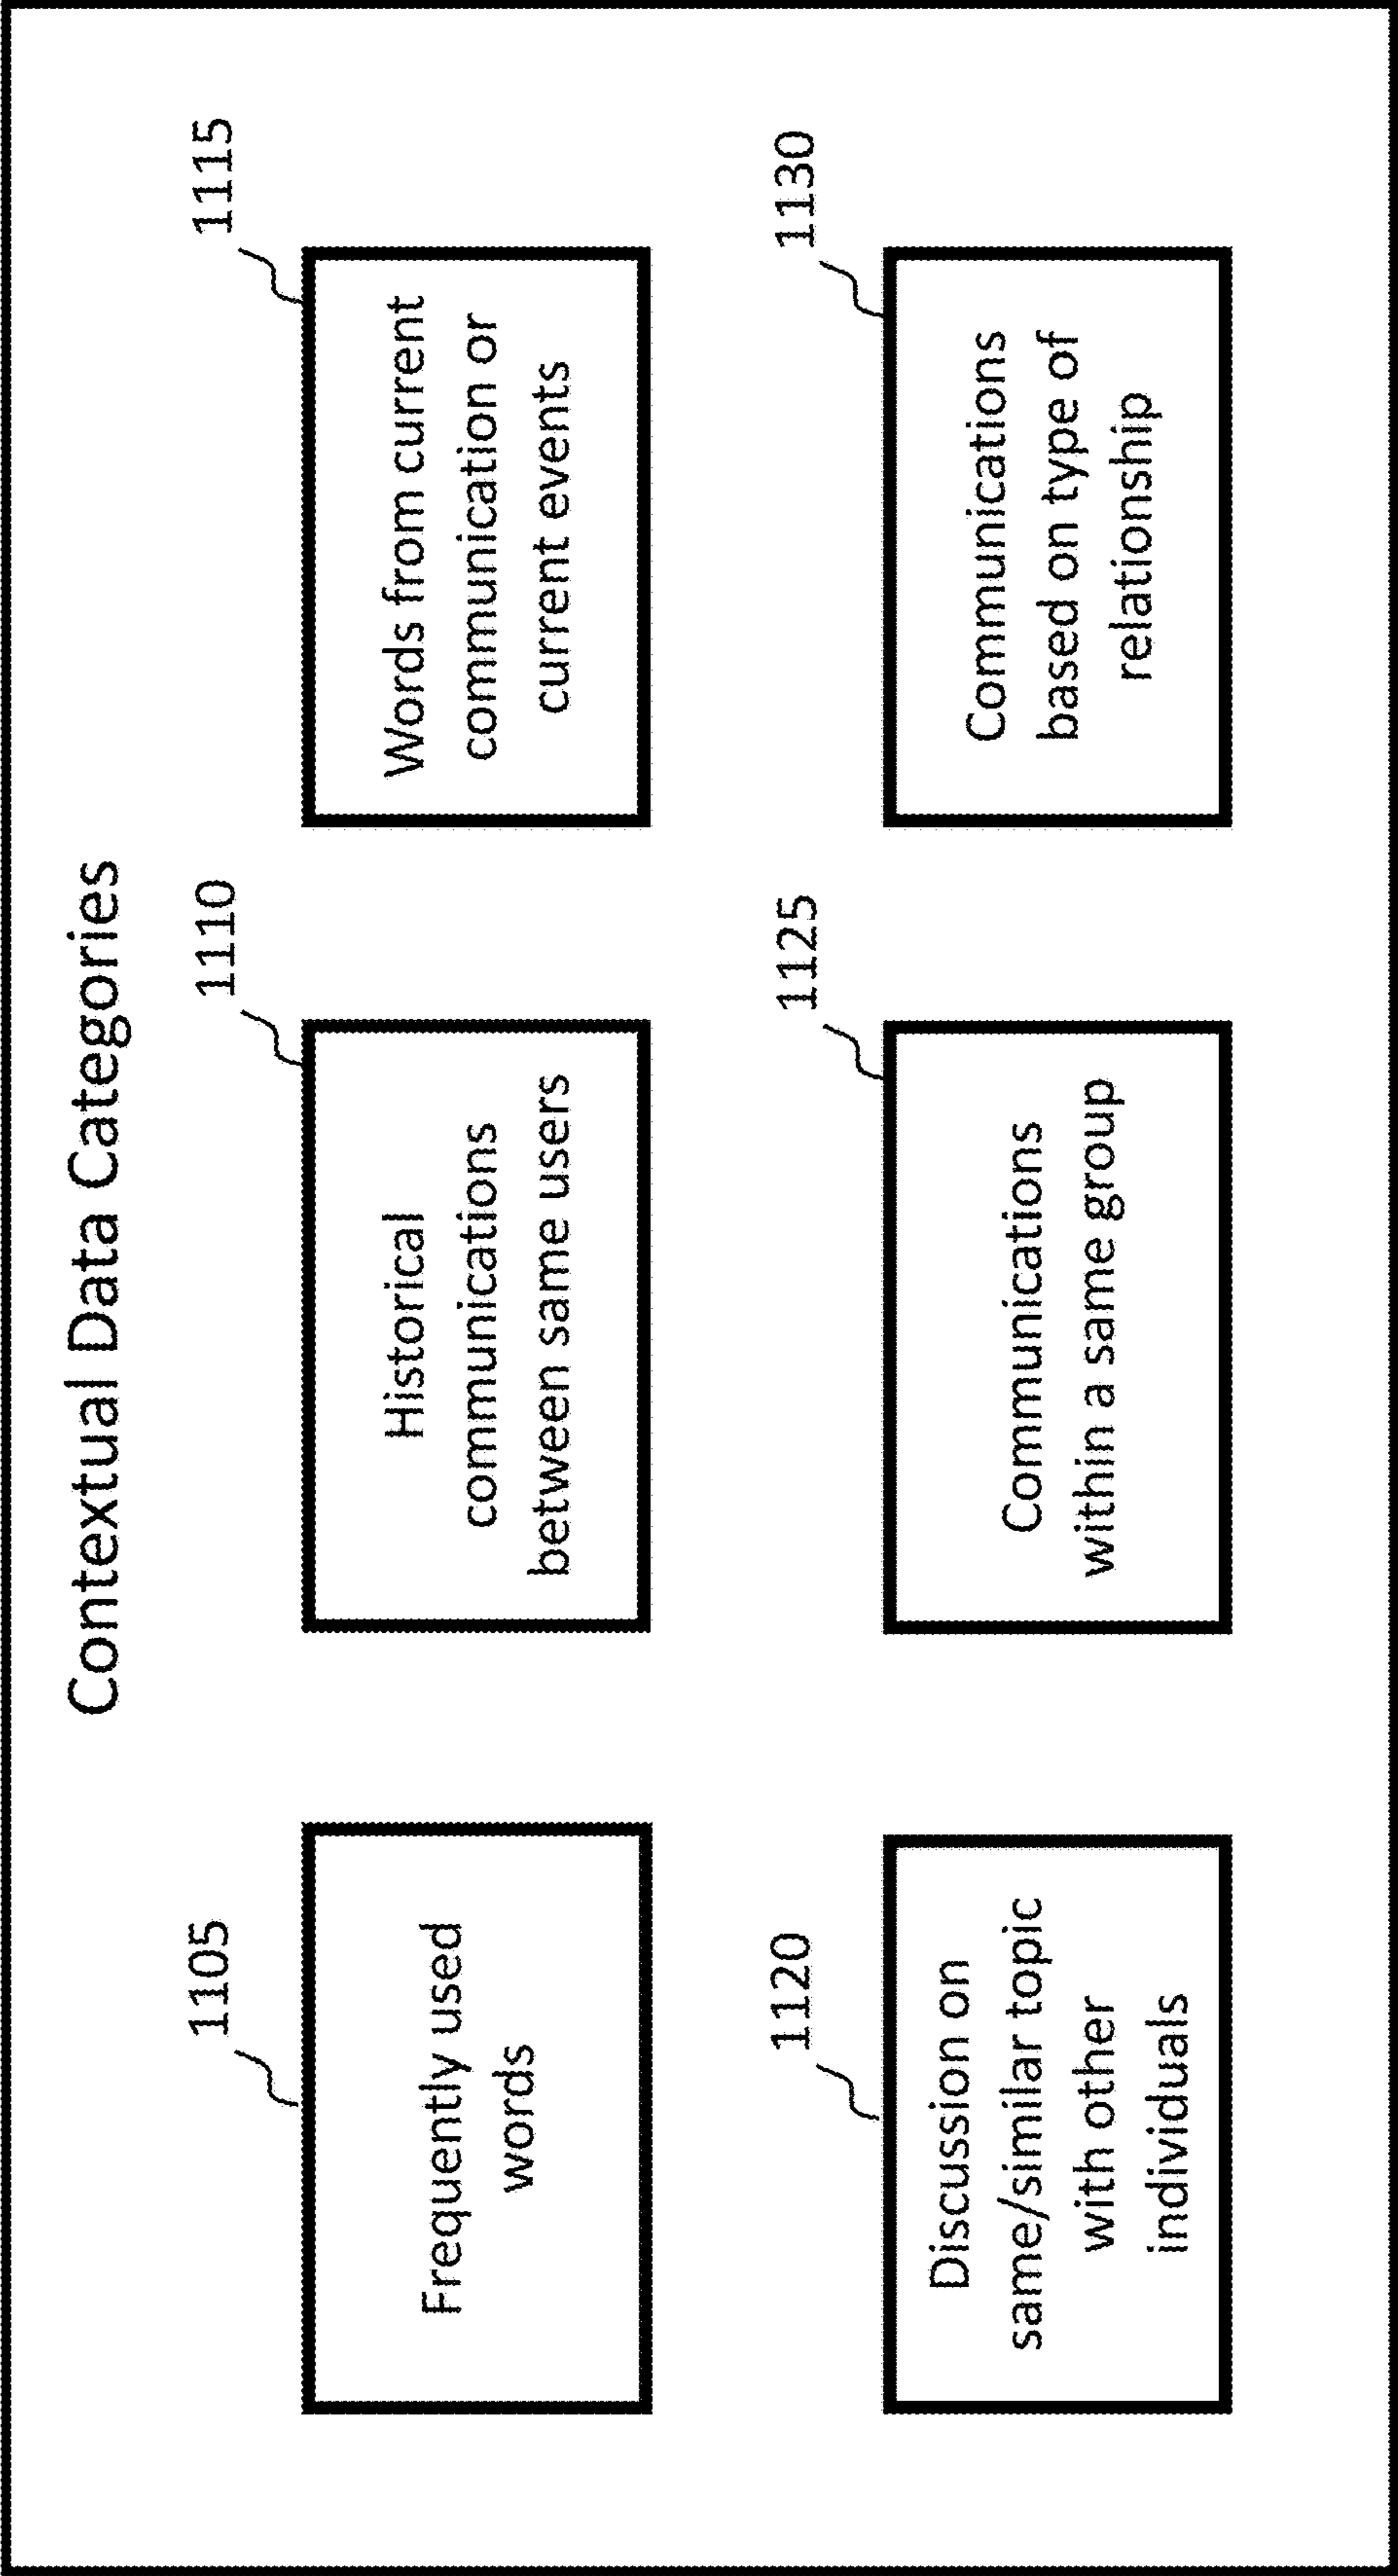 Contextual Data Categories
1105
Frequently used
words
1110
Historical
communications
between same users
1115
Words from current
communication or
current events
1120
Discussion on
same/similar topic
with other
individuals
1125
Communications
within a same group
1130
Communications
based on type of
relationship